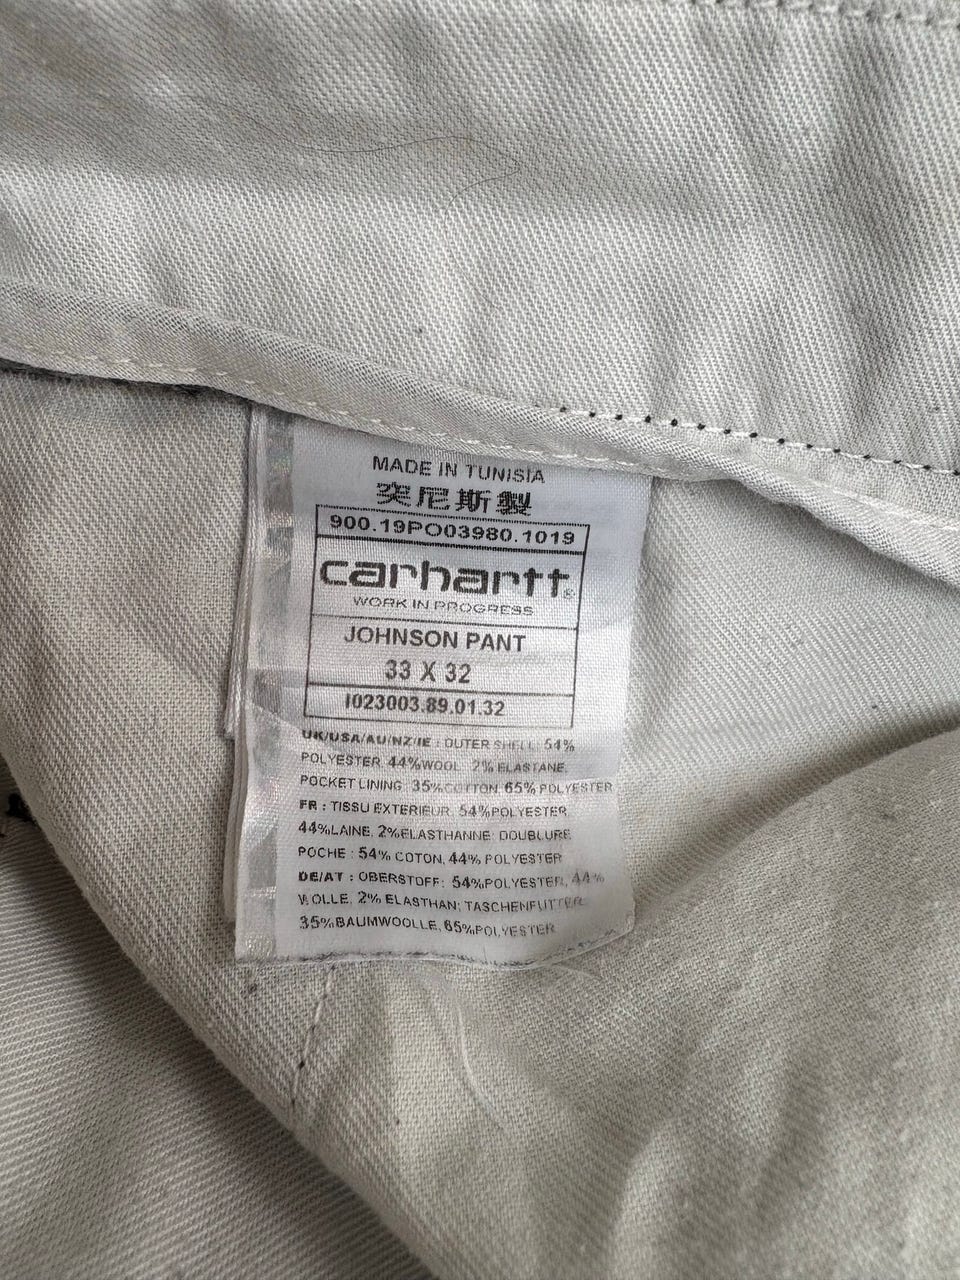 MADE IN TUNISIA
突尼斯製
900.19PO03980.1019
carhartt®
WORK IN PROGRESS
JOHNSON PANT
33 X 32
I023003.89.01.32
UK/USA/AU/NZ/IE : OUTER SHELL: 54%
POLYESTER, 44%WOOL  2% ELASTANE,
POCKET LINING: 35%COTTON, 65% POLYESTER
FR : TISSU EXTERIEUR: 54%POLYESTER,
44%LAINE, 2%ELASTHANNE; DOUBLURE
POCHE : 54% COTON, 44% POLYESTER
DE/AT : OBERSTOFF: 54%POLYESTER, 44%
WOLLE, 2% ELASTHAN; TASCHENFUTTER
35%BAUMWOOLLE, 65%POLYESTER